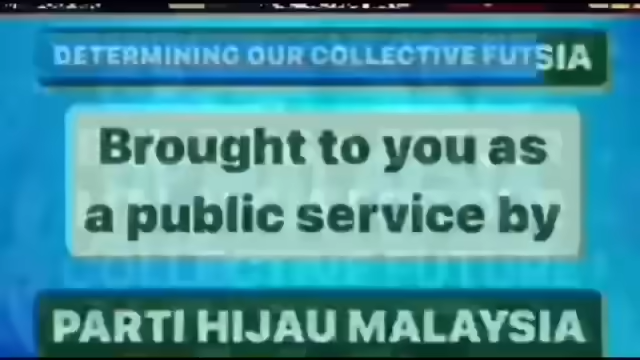 DETERMINING OUR COLLECTIVE FUTSIA
Brought to you as
a public service by
PARTI HIJAU MALAYSIA